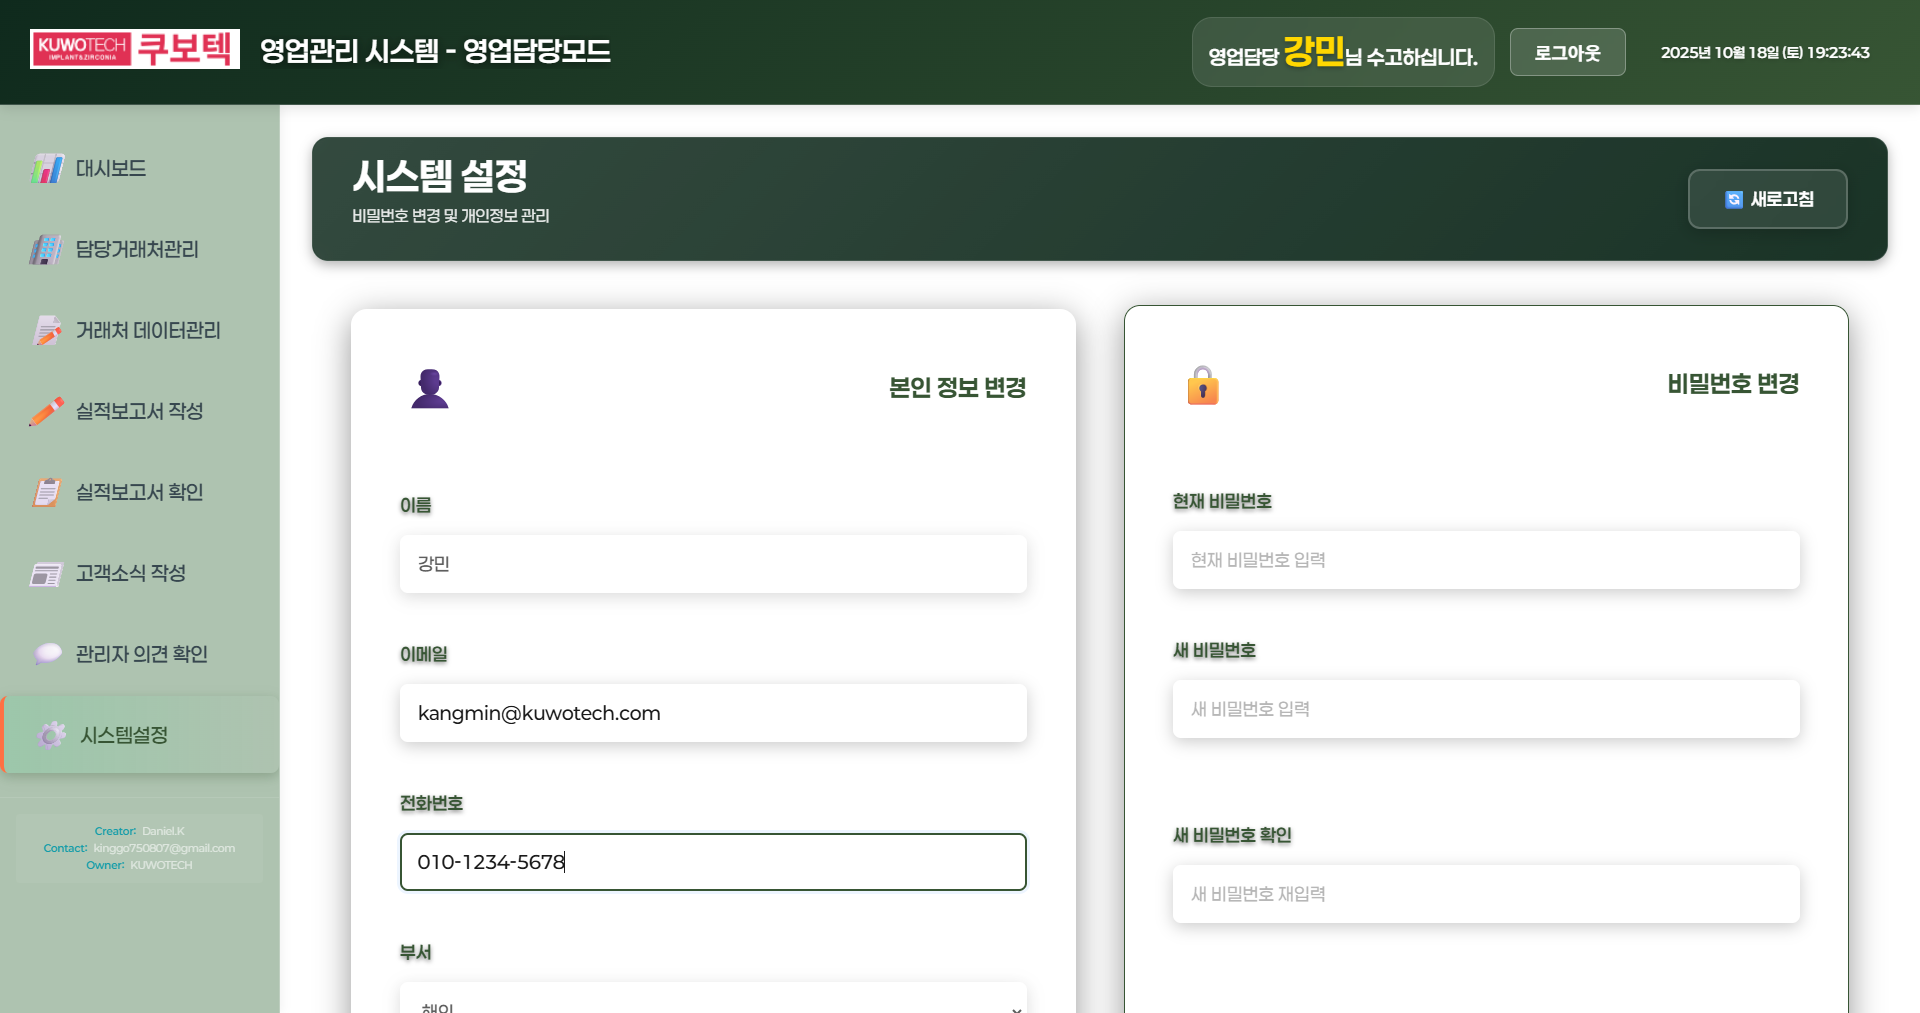 KUWOTECH
IMPLANT&ZIRCONIA
쿠보텍
영업관리 시스템 - 영업담당모드
영업담당 강민님 수고하십니다.
로그아웃
2025년 10월 18일 (토) 19:23:43
대시보드
담당거래처관리
거래처 데이터관리
실적보고서 작성
실적보고서 확인
고객소식 작성
관리자 의견 확인
시스템설정
Creator: Daniel.K
Contact: kinggo750807@gmail.com
Owner: KUWOTECH
시스템 설정
비밀번호 변경 및 개인정보 관리
새로고침
본인 정보 변경
이름
강민
이메일
kangmin@kuwotech.com
전화번호
010-1234-5678
부서
해외
비밀번호 변경
현재 비밀번호
현재 비밀번호 입력
새 비밀번호
새 비밀번호 입력
새 비밀번호 확인
새 비밀번호 재입력